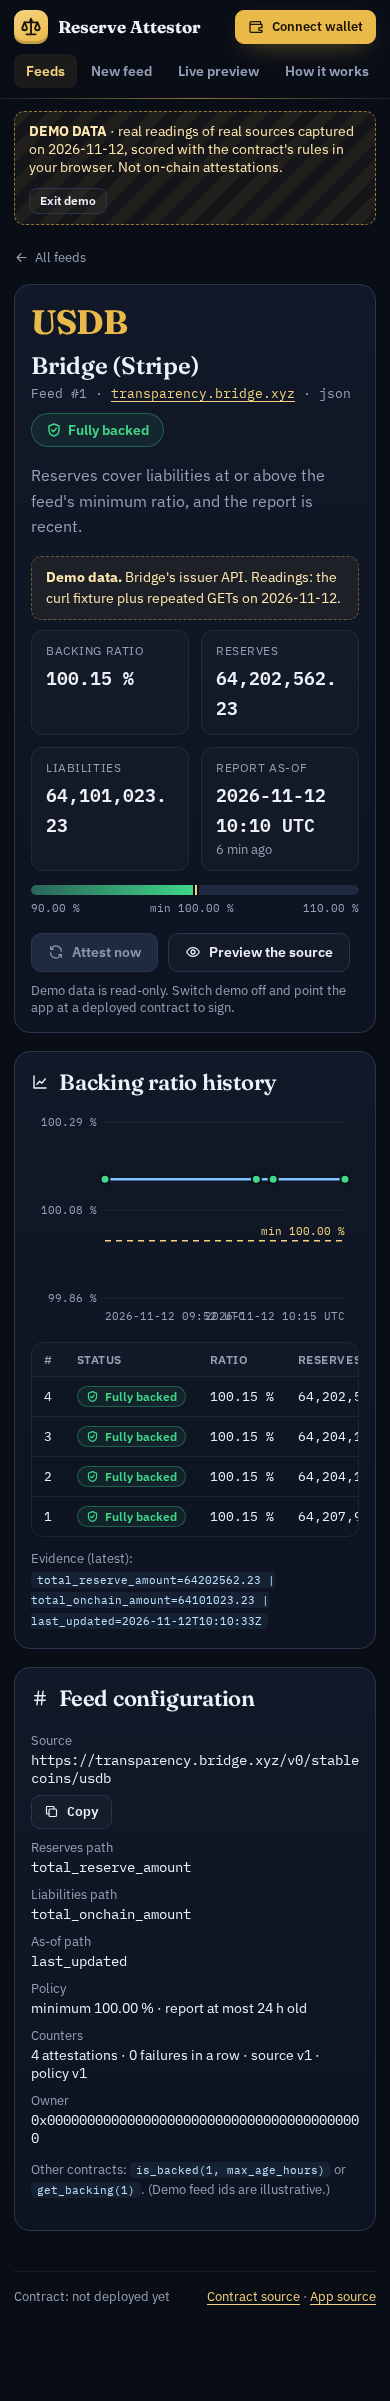 Reserve Attestor
Connect wallet
Feeds New feed Live preview How it works
DEMO DATA · real readings of real sources captured
on 2026-11-12, scored with the contract's rules in
your browser. Not on-chain attestations.
Exit demo
← All feeds
USDB
Bridge (Stripe)
Feed #1 · transparency.bridge.xyz · json
Fully backed
Reserves cover liabilities at or above the
feed's minimum ratio, and the report is
recent.
Demo data. Bridge's issuer API. Readings: the
curl fixture plus repeated GETs on 2026-11-12.
BACKING RATIO
100.15 %
RESERVES
64,202,562.
23
LIABILITIES
64,101,023.
23
REPORT AS-OF
2026-11-12
10:10 UTC
6 min ago
90.00 % min 100.00 % 110.00 %
Attest now
Preview the source
Demo data is read-only. Switch demo off and point the
app at a deployed contract to sign.
Backing ratio history
100.29 %
100.08 %
min 100.00 %
99.86 %
2026-11-12 09:52 UTC
2026-11-12 10:15 UTC
# STATUS RATIO RESERVES
4 Fully backed 100.15 % 64,202,5
3 Fully backed 100.15 % 64,204,1
2 Fully backed 100.15 % 64,204,1
1 Fully backed 100.15 % 64,207,9
Evidence (latest):
total_reserve_amount=64202562.23 |
total_onchain_amount=64101023.23 |
last_updated=2026-11-12T10:10:33Z
# Feed configuration
Source
https://transparency.bridge.xyz/v0/stable
coins/usdb
Copy
Reserves path
total_reserve_amount
Liabilities path
total_onchain_amount
As-of path
last_updated
Policy
minimum 100.00 % · report at most 24 h old
Counters
4 attestations · 0 failures in a row · source v1 ·
policy v1
Owner
0x000000000000000000000000000000000000000
0
Other contracts: is_backed(1, max_age_hours) or
get_backing(1). (Demo feed ids are illustrative.)
Contract: not deployed yet
Contract source · App source